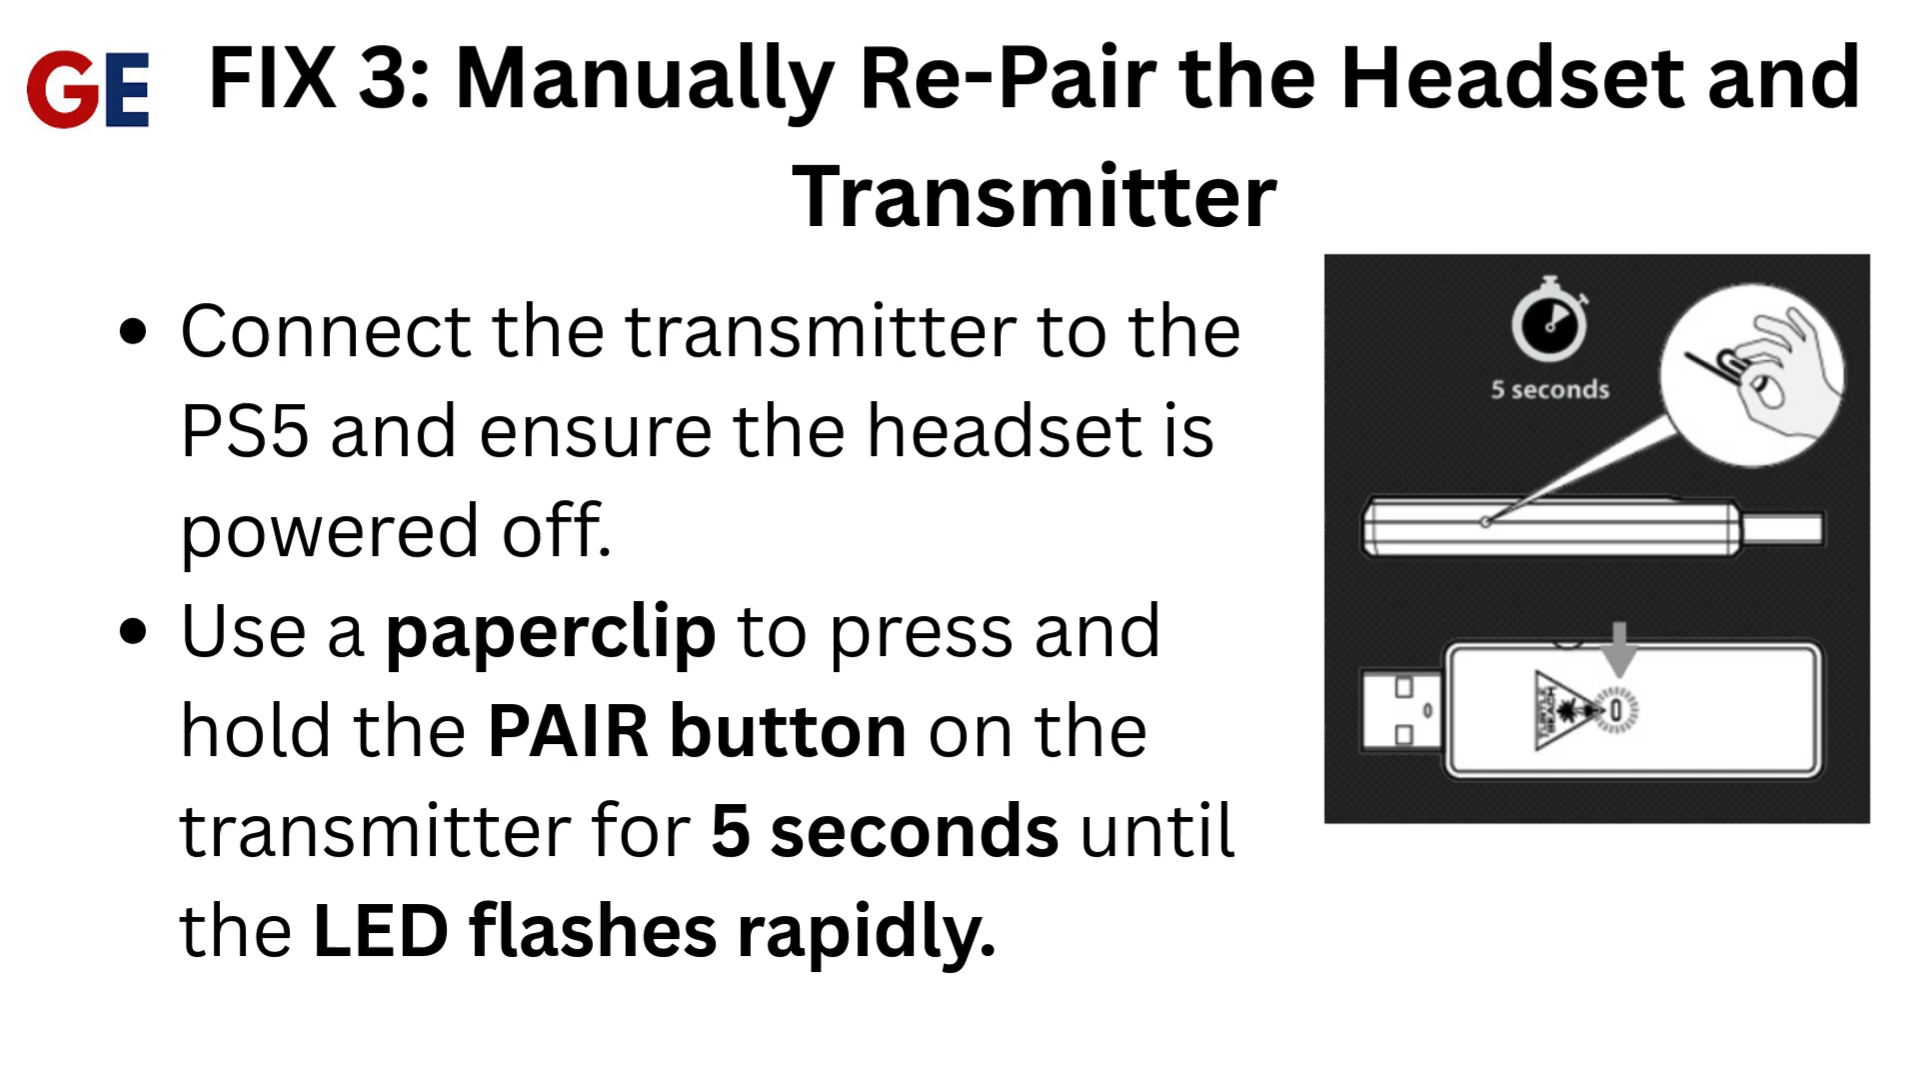 GE
FIX 3: Manually Re-Pair the Headset and
Transmitter
• Connect the transmitter to the
PS5 and ensure the headset is
powered off.
• Use a paperclip to press and
hold the PAIR button on the
transmitter for 5 seconds until
the LED flashes rapidly.
5 seconds
TURTLE
BEACH